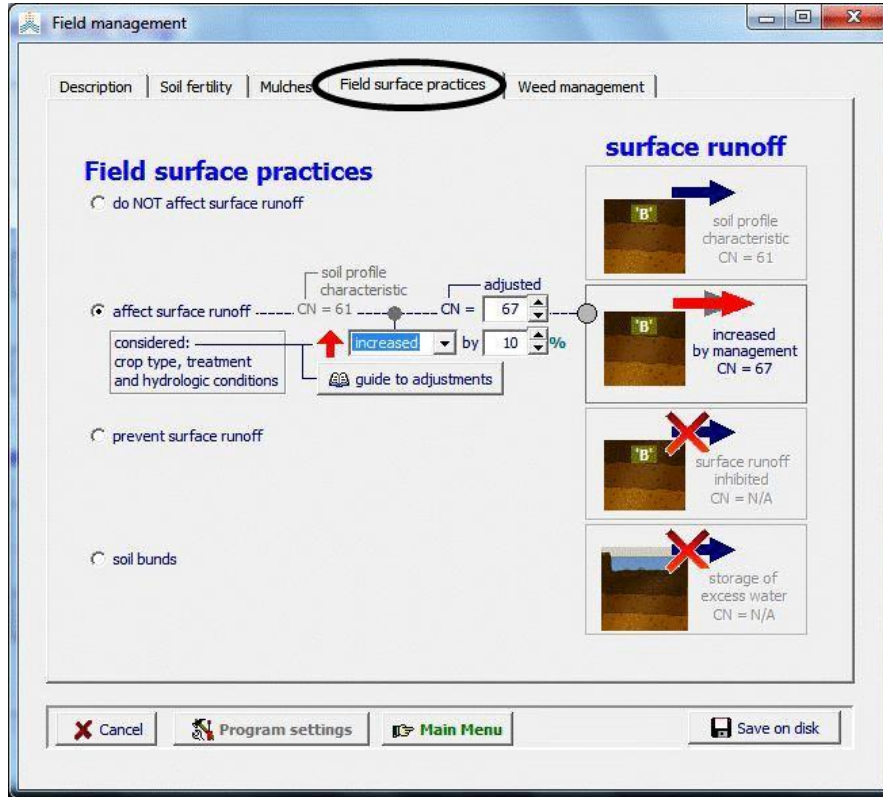 Field management
Description
Soil fertility
Mulches
Field surface practices
Weed management
Field surface practices
do NOT affect surface runoff
soil profile
characteristic
CN = 61
adjusted
affect surface runoff
CN = 67
increased by 10 %
considered:
crop type, treatment
and hydrologic conditions
guide to adjustments
prevent surface runoff
soil bunds
surface runoff
'B'
soil profile
characteristic
CN = 61
'B'
increased
by management
CN = 67
'B'
surface runoff
inhibited
CN = N/A
storage of
excess water
CN = N/A
Cancel
Program settings
Main Menu
Save on disk